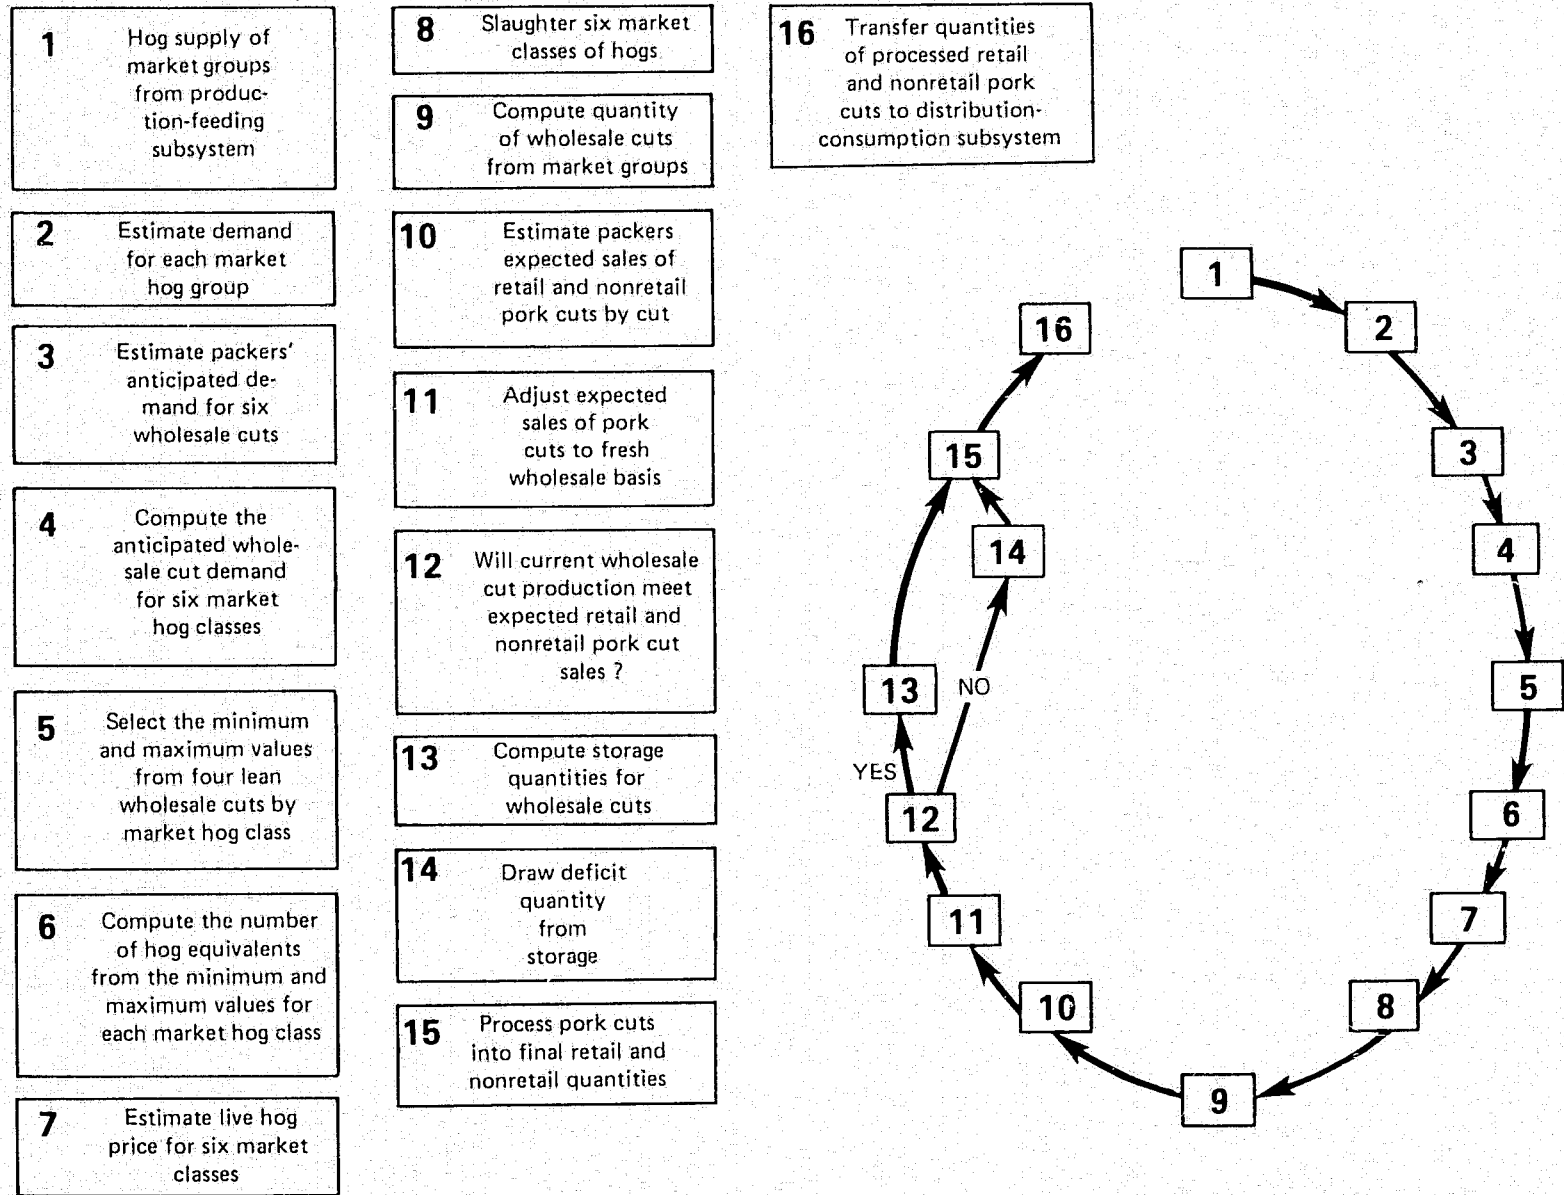 1
Hog supply of
market groups
from produc-
tion-feeding
subsystem
2
Estimate demand
for each market
hog group
3
Estimate packers'
anticipated de-
mand for six
wholesale cuts
4
Compute the
anticipated whole-
sale cut demand
for six market
hog classes
5
Select the minimum
and maximum values
from four lean
wholesale cuts by
market hog class
6
Compute the number
of hog equivalents
from the minimum and
maximum values for
each market hog class
7
Estimate live hog
price for six market
classes
8
Slaughter six market
classes of hogs
9
Compute quantity
of wholesale cuts
from market groups
10
Estimate packers
expected sales of
retail and nonretail
pork cuts by cut
11
Adjust expected
sales of pork
cuts to fresh
wholesale basis
12
Will current wholesale
cut production meet
expected retail and
nonretail pork cut
sales ?
13
Compute storage
quantities for
wholesale cuts
14
Draw deficit
quantity
from
storage
15
Process pork cuts
into final retail and
nonretail quantities
16
Transfer quantities
of processed retail
and nonretail pork
cuts to distribution-
consumption subsystem
1
2
3
4
5
6
7
8
9
10
11
12
YES
NO
13
14
15
16